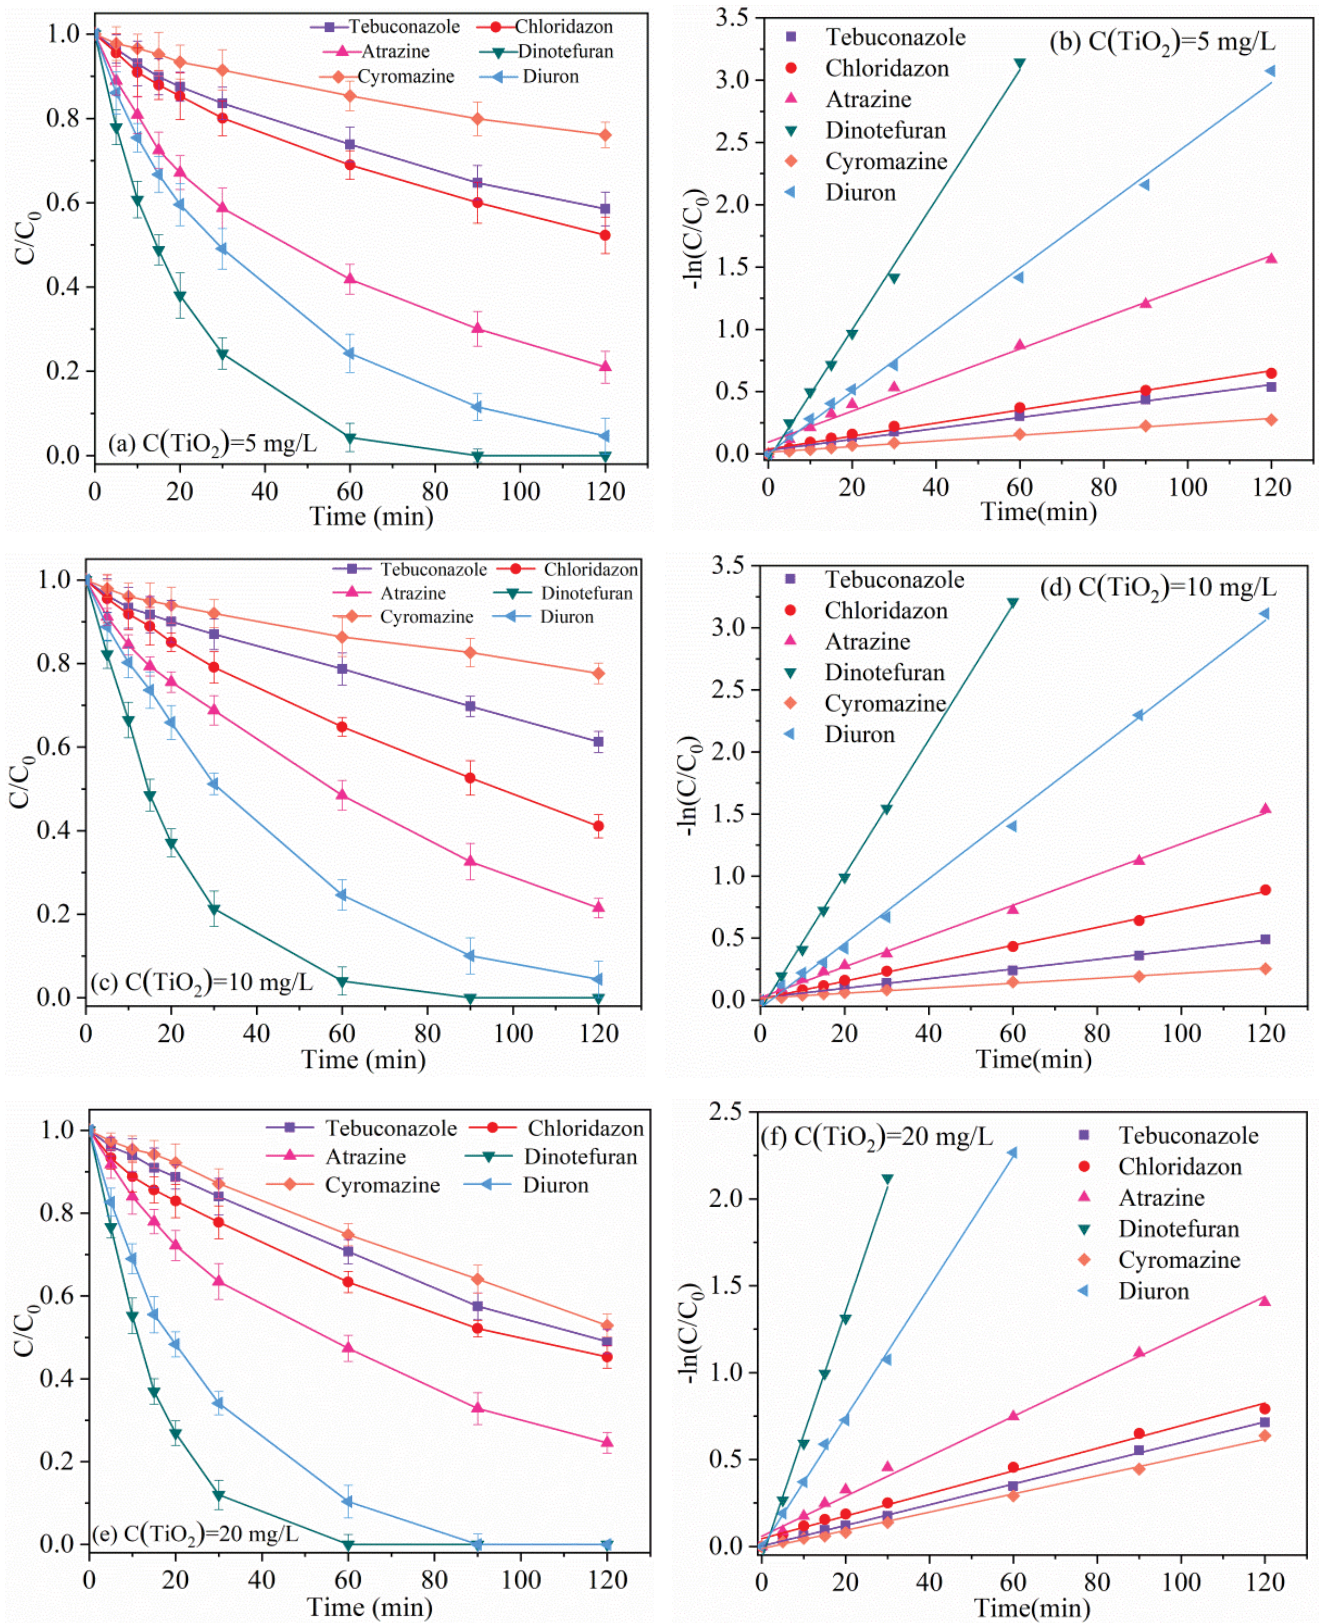 Tebuconazole Chloridazon
Atrazine Dinotefuran
Cyromazine Diuron
C/C0
1.0
0.8
0.6
0.4
0.2
0.0
(a) C(TiO2)=5 mg/L
0 20 40 60 80 100 120
Time (min)
(b) C(TiO2)=5 mg/L
Tebuconazole
Chloridazon
Atrazine
Dinotefuran
Cyromazine
Diuron
-ln(C/C0)
3.5
3.0
2.5
2.0
1.5
1.0
0.5
0.0
0 20 40 60 80 100 120
Time(min)
Tebuconazole Chloridazon
Atrazine Dinotefuran
Cyromazine Diuron
C/C0
1.0
0.8
0.6
0.4
0.2
0.0
(c) C(TiO2)=10 mg/L
0 20 40 60 80 100 120
Time (min)
(d) C(TiO2)=10 mg/L
Tebuconazole
Chloridazon
Atrazine
Dinotefuran
Cyromazine
Diuron
-ln(C/C0)
3.5
3.0
2.5
2.0
1.5
1.0
0.5
0.0
0 20 40 60 80 100 120
Time(min)
Tebuconazole Chloridazon
Atrazine Dinotefuran
Cyromazine Diuron
C/C0
1.0
0.8
0.6
0.4
0.2
0.0
(e) C(TiO2)=20 mg/L
0 20 40 60 80 100 120
Time (min)
(f) C(TiO2)=20 mg/L
Tebuconazole
Chloridazon
Atrazine
Dinotefuran
Cyromazine
Diuron
-ln(C/C0)
2.5
2.0
1.5
1.0
0.5
0.0
0 20 40 60 80 100 120
Time(min)